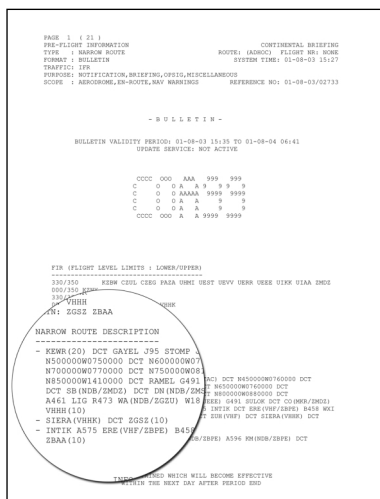 PAGE 1 ( 21 )
PRE-FLIGHT INFORMATION CONTINENTAL BRIEFING
TYPE : NARROW ROUTE ROUTE: (ADHOC) FLIGHT NR: NONE
FORMAT : BULLETIN SYSTEM TIME: 01-08-03 15:27
TRAFFIC: IFR
PURPOSE: NOTIFICATION,BRIEFING,OPSIG,MISCELLANEOUS
SCOPE : AERODROME,EN-ROUTE,NAV WARNINGS REFERENCE NO: 01-08-03/02733
- B U L L E T I N -
BULLETIN VALIDITY PERIOD: 01-08-03 15:35 TO 01-08-04 06:41
UPDATE SERVICE: NOT ACTIVE
CCCC OOO AAA 999 999
C O O A A 9 9 9 9
C O O AAAAA 9999 9999
C O O A A 9 9
CCCC OOO A A 9999 9999
FIR (FLIGHT LEVEL LIMITS : LOWER/UPPER)
330/350 KZBW CZUL CZEG PAZA UHMI UEST UEVV UERR UEEE UIKK UIAA ZMDZ
000/350
VHHH
IN: ZGSZ ZBAA
NARROW ROUTE DESCRIPTION
- KEWR(20) DCT GAYEL J95 STOMP
N500000W0750000 DCT N600000W07
N700000W0770000 DCT N750000W08
N850000W1410000 DCT RAMEL G491
DCT SB(NDB/ZMDZ) DCT DN(NDB/ZMD
A461 LIG R473 WA(NDB/ZGZU) W18
VHHH(10)
- SIERA(VHHK) DCT ZGSZ(10)
- INTIK A575 ERE(VHF/ZBPE) B458
ZBAA(10)
DCT N450000W0760000 DCT
N650000W0760000 DCT
N800000W0880000 DCT
G491 SULOK DCT CO(MKR/ZMDZ)
INTIK DCT ERE(VHF/ZBPE) B458 WXI
DCT ZUH(VHF) DCT SIERA(VHHK) DCT
A596 KM(NDB/ZBPE) DCT
WHICH WILL BECOME EFFECTIVE
WITHIN THE NEXT DAY AFTER PERIOD END